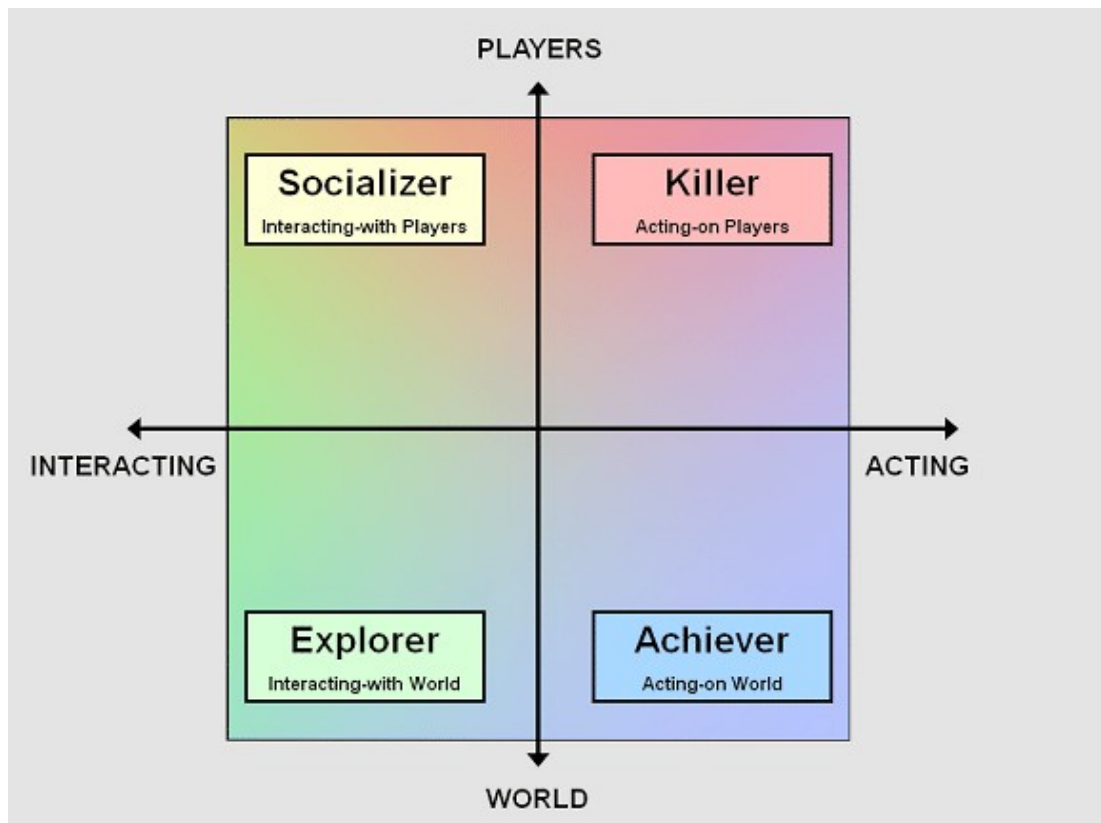 PLAYERS
Socializer
Interacting-with Players
Killer
Acting-on Players
INTERACTING
ACTING
Explorer
Interacting-with World
Achiever
Acting-on World
WORLD